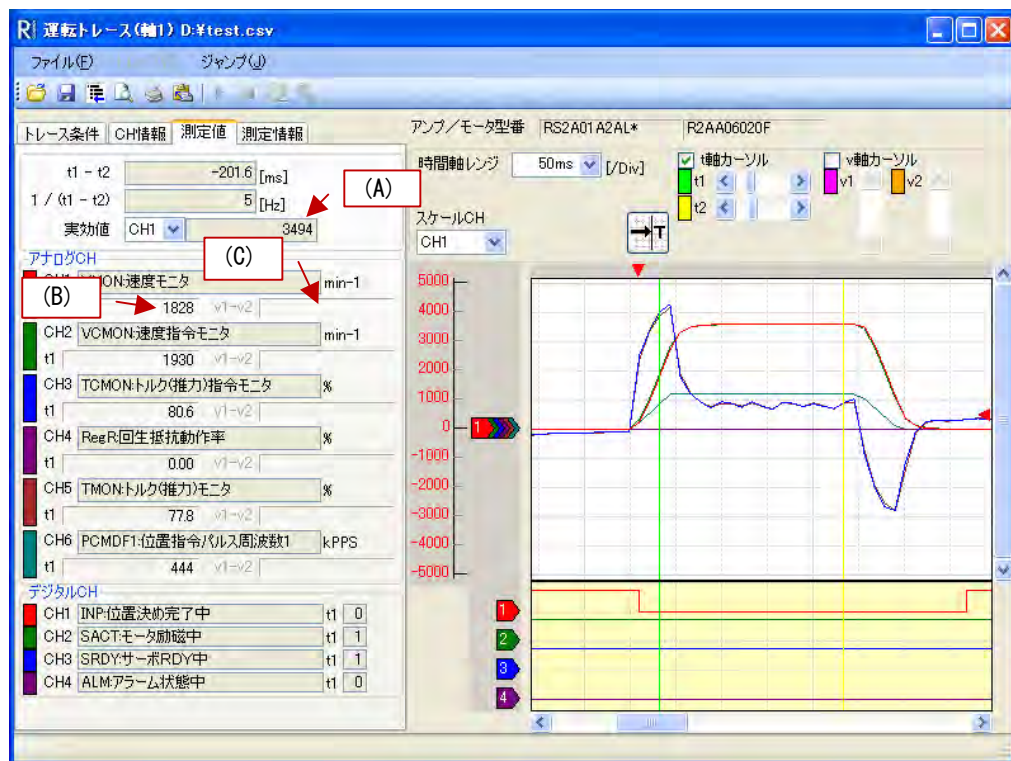 運転トレース(軸1) D:¥test.csv
ファイル(F) ジャンプ(J)
トレース条件 CH情報 測定値 測定情報
アンプ/モータ型番 RS2A01A2AL* R2AA06020F
t1 - t2 -201.6 [ms]
1 / (t1 - t2) 5 [Hz]
実効値 CH1 3494
(A)
時間軸レンジ 50ms [/Div]
t軸カーソル
t1
t2
v軸カーソル
v1 v2
スケールCH
CH1
T
アナログCH
(C)
(B)
MON:速度モニタ min-1
1828 v1-v2
CH2 VCMON:速度指令モニタ min-1
t1 1930 v1-v2
CH3 TCMON:トルク(推力)指令モニタ %
t1 80.6 v1-v2
CH4 RegR:回生抵抗動作率 %
t1 0.00 v1-v2
CH5 TMON:トルク(推力)モニタ %
t1 77.8 v1-v2
CH6 PCMDF1:位置指令パルス周波数1 kPPS
t1 444 v1-v2
デジタルCH
CH1 INP:位置決め完了中 t1 0
CH2 SACT:モータ励磁中 t1 1
CH3 SRDY:サーボRDY中 t1 1
CH4 ALM:アラーム状態中 t1 0
5000
4000
3000
2000
1000
0
-1000
-2000
-3000
-4000
-5000
1
1
2
3
4